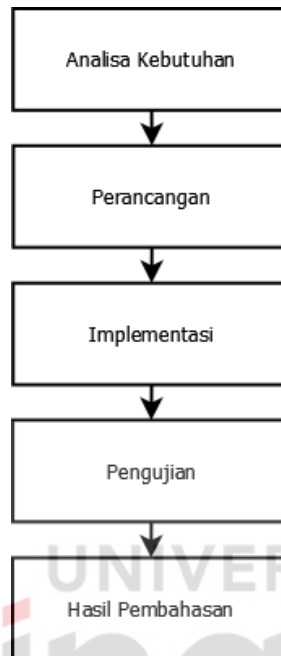 Analisa Kebutuhan
Perancangan
Implementasi
Pengujian
UNIVER
Hasil Pembahasan